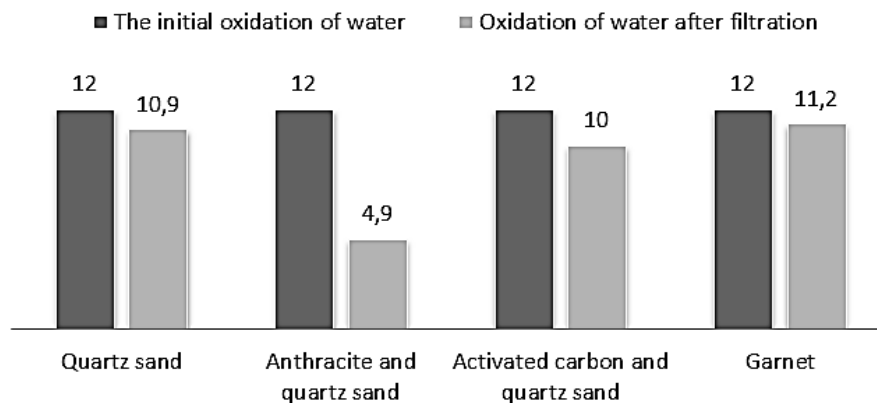 The initial oxidation of water
Oxidation of water after filtration
12
10,9
12
4,9
12
10
12
11,2
Quartz sand
Anthracite and
quartz sand
Activated carbon and
quartz sand
Garnet